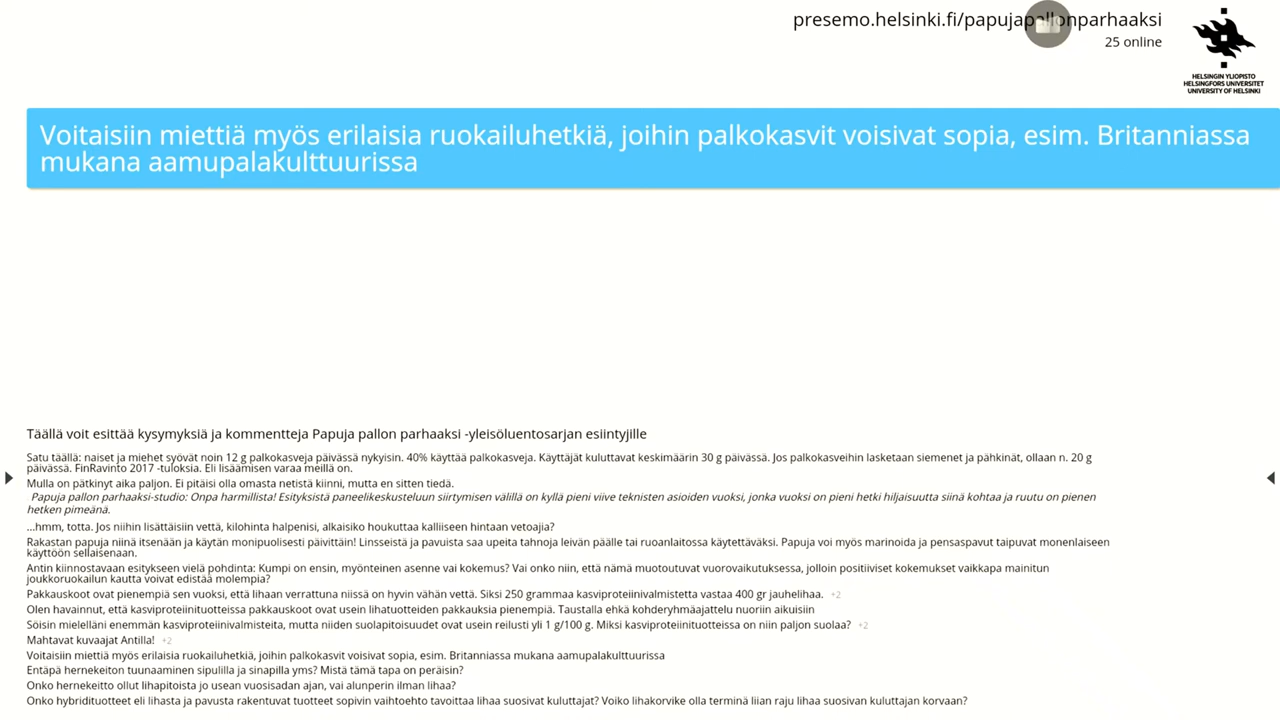 presemo.helsinki.fi/papujapallonparhaaksi
25 online
HELSINGIN YLIOPISTO
HELSINGFORS UNIVERSITET
UNIVERSITY OF HELSINKI
Voitaisiin miettiä myös erilaisia ruokailuhetkiä, joihin palkokasvit voisivat sopia, esim. Britanniassa
mukana aamupalakulttuurissa
Täällä voit esittää kysymyksiä ja kommentteja Papuja pallon parhaaksi -yleisöluentosarjan esiintyjille
Satu täällä: naiset ja miehet syövät noin 12 g palkokasveja päivässä nykyisin. 40% käyttää palkokasveja. Käyttäjät kuluttavat keskimäärin 30 g päivässä. Jos palkokasveihin lasketaan siemenet ja pähkinät, ollaan n. 20 g
päivässä. FinRavinto 2017 -tuloksia. Eli lisäämisen varaa meillä on.
Mulla on pätkinyt aika paljon. Ei pitäisi olla omasta netistä kiinni, mutta en sitten tiedä.
Papuja pallon parhaaksi-studio: Onpa harmillista! Esityksistä paneelikeskusteluun siirtymisen välillä on kyllä pieni viive teknisten asioiden vuoksi, jonka vuoksi on pieni hetki hiljaisuutta siinä kohtaa ja ruutu on pienen
hetken pimeänä.
...hmm, totta. Jos niihin lisättäisiin vettä, kilohinta halpenisi, alkaisiko houkuttaa kalliiseen hintaan vetoajia?
Rakastan papuja niinä itsenään ja käytän monipuolisesti päivittäin! Linsseistä ja pavuista saa upeita tahnoja leivän päälle tai ruoanlaitossa käytettäväksi. Papuja voi myös marinoida ja pensaspavut taipuvat monenlaiseen
käyttöön sellaisenaan.
Antin kiinnostavaan esitykseen vielä pohdinta: Kumpi on ensin, myönteinen asenne vai kokemus? Vai onko niin, että nämä muotoutuvat vuorovaikutuksessa, jolloin positiiviset kokemukset vaikkapa mainitun
joukkoruokailun kautta voivat edistää molempia?
Pakkauskoot ovat pienempiä sen vuoksi, että lihaan verrattuna niissä on hyvin vähän vettä. Siksi 250 grammaa kasviproteiinivalmistetta vastaa 400 gr jauhelihaa. +2
Olen havainnut, että kasviproteiinituotteissa pakkauskoot ovat usein lihatuotteiden pakkauksia pienempiä. Taustalla ehkä kohderyhmäajattelu nuoriin aikuisiin
Söisin mielelläni enemmän kasviproteiinivalmisteita, mutta niiden suolapitoisuudet ovat usein reilusti yli 1 g/100 g. Miksi kasviproteiinituotteissa on niin paljon suolaa? +2
Mahtavat kuvaajat Antilla! +2
Voitaisiin miettiä myös erilaisia ruokailuhetkiä, joihin palkokasvit voisivat sopia, esim. Britanniassa mukana aamupalakulttuurissa
Entäpä hernekeiton tuunaaminen sipulilla ja sinapilla yms? Mistä tämä tapa on peräisin?
Onko hernekeitto ollut lihapitoista jo usean vuosisadan ajan, vai alunperin ilman lihaa?
Onko hybridituotteet eli lihasta ja pavusta rakentuvat tuotteet sopivin vaihtoehto tavoittaa lihaa suosivat kuluttajat? Voiko lihakorvike olla terminä liian raju lihaa suosivan kuluttajan korvaan?